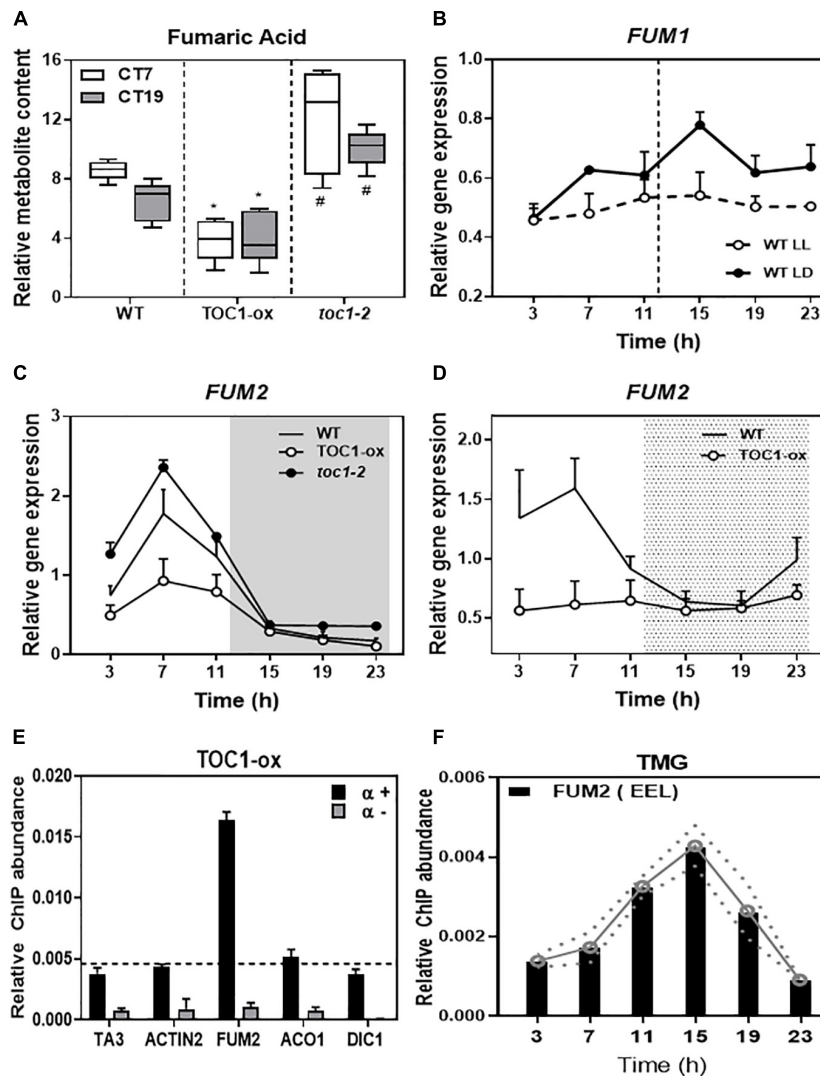 A
Fumaric Acid
Relative metabolite content
16
12
8
4
0
CT7
CT19
*
*
#
#
WT
TOC1-ox
toc1-2
B
FUM1
Relative gene expression
1.0
0.8
0.6
0.4
0.2
WT LL
WT LD
3 7 11 15 19 23
Time (h)
C
FUM2
Relative gene expression
3
2
1
0
WT
TOC1-ox
toc1-2
3 7 11 15 19 23
Time (h)
D
FUM2
Relative gene expression
2.0
1.5
1.0
0.5
WT
TOC1-ox
3 7 11 15 19 23
Time (h)
E
TOC1-ox
Relative ChIP abundance
0.020
0.015
0.010
0.005
0.000
α +
α -
TA3 ACTIN2 FUM2 ACO1 DIC1
F
TMG
Relative ChIP abundance
0.006
0.004
0.002
0.000
FUM2 ( EEL)
3 7 11 15 19 23
Time (h)